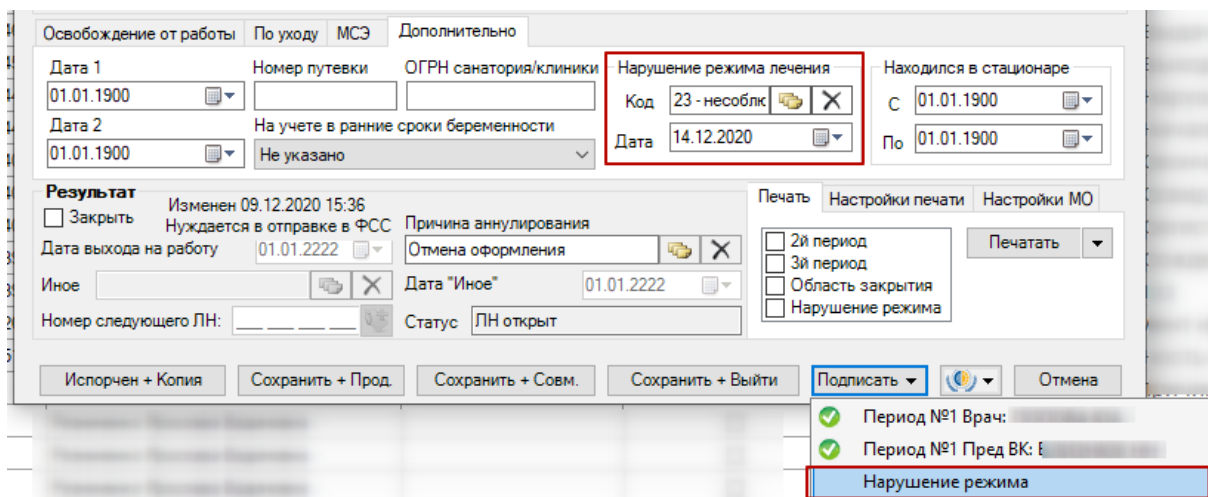 Освобождение от работы По уходу МСЭ Дополнительно
Дата 1 Номер путевки ОГРН санатория/клиники Нарушение режима лечения Находился в стационаре
01.01.1900 Код 23 - несоблк С 01.01.1900
Дата 2 На учете в ранние сроки беременности Дата 14.12.2020 По 01.01.1900
01.01.1900 Не указано
Результат Изменен 09.12.2020 15:36 Печать Настройки печати Настройки МО
Закрыть Нуждается в отправке в ФСС Причина аннулирования
Дата выхода на работу 01.01.2222 Отмена оформления 2й период Печатать
3й период
Иное Дата "Иное" 01.01.2222 Область закрытия
Нарушение режима
Номер следующего ЛН: Статус ЛН открыт
Испорчен + Копия Сохранить + Прод. Сохранить + Совм. Сохранить + Выйти Подписать Отмена
Период №1 Врач:
Период №1 Пред ВК:
Нарушение режима